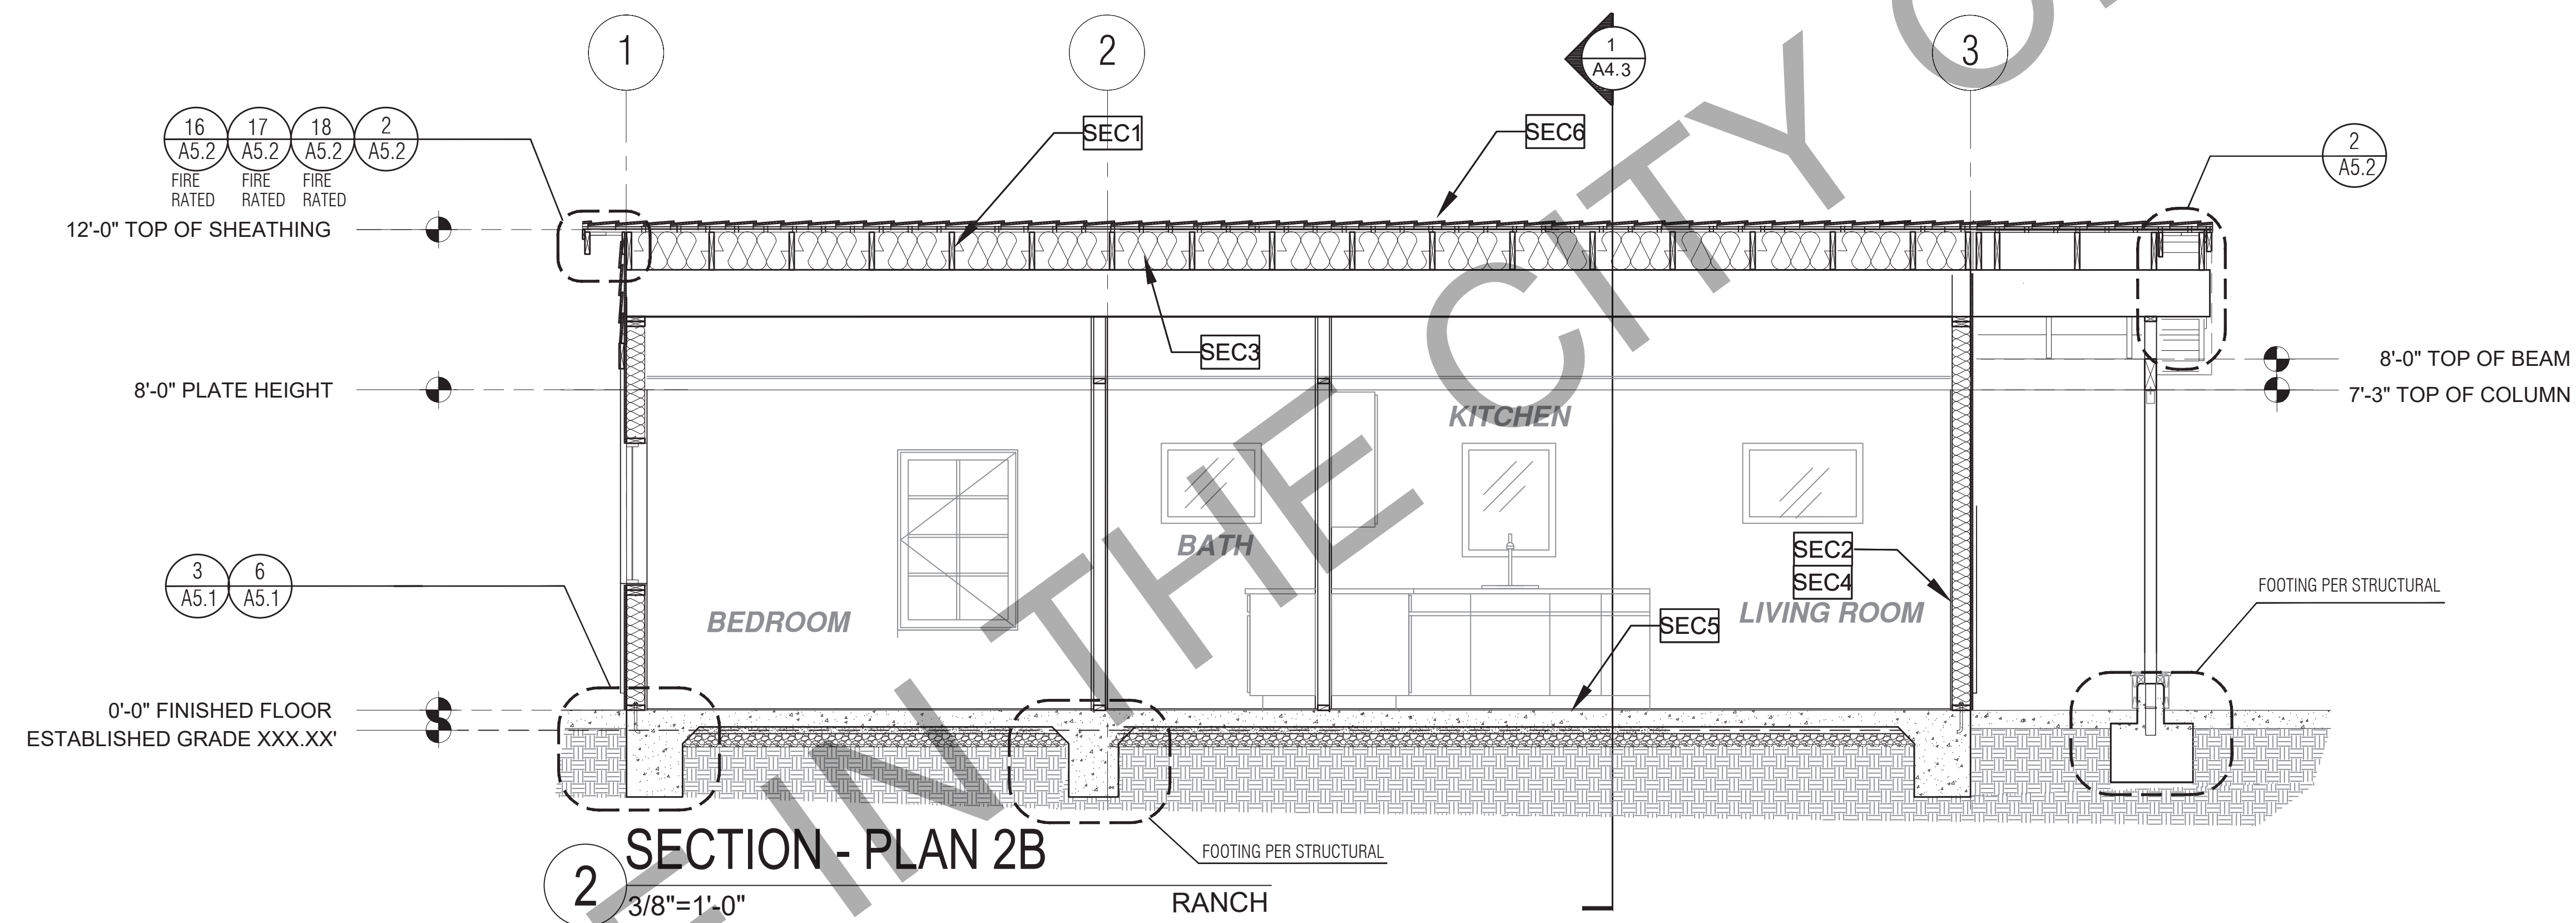 1
2
1
A4.3
3
16
A5.2
17
A5.2
18
A5.2
2
A5.2
FIRE
RATED
FIRE
RATED
FIRE
RATED
SEC1
SEC6
2
A5.2
12'-0" TOP OF SHEATHING
SEC3
8'-0" PLATE HEIGHT
8'-0" TOP OF BEAM
7'-3" TOP OF COLUMN
KITCHEN
BATH
3
A5.1
6
A5.1
SEC2
SEC4
FOOTING PER STRUCTURAL
BEDROOM
LIVING ROOM
SEC5
0'-0" FINISHED FLOOR
ESTABLISHED GRADE XXX.XX'
2
SECTION - PLAN 2B
FOOTING PER STRUCTURAL
3/8"=1'-0"
RANCH
IN THE CITY